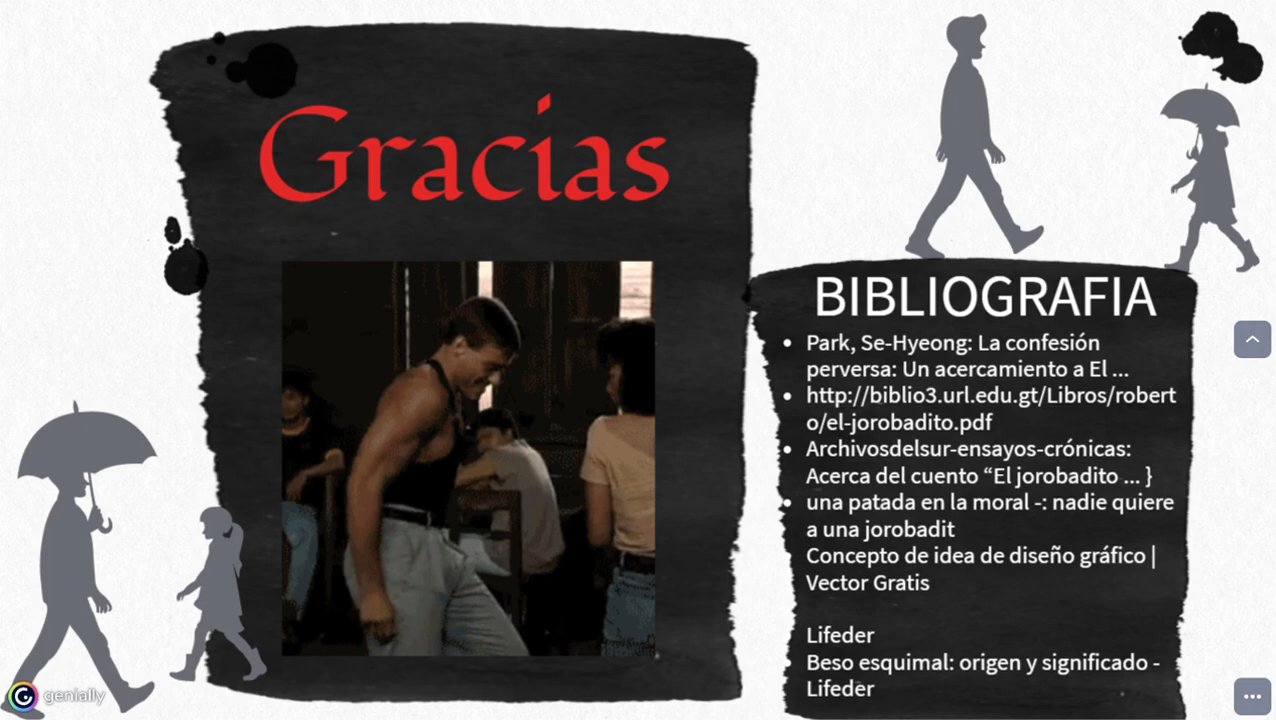 Gracias
BIBLIOGRAFIA
Park, Se-Hyeong: La confesión
perversa: Un acercamiento a El ...
http://biblio3.url.edu.gt/Libros/robert
o/el-jorobadito.pdf
Archivosdelsur-ensayos-crónicas:
Acerca del cuento “El jorobadito ... }
una patada en la moral -: nadie quiere
a una jorobadit
Concepto de idea de diseño gráfico |
Vector Gratis
Lifeder
Beso esquimal: origen y significado -
Lifeder
genially